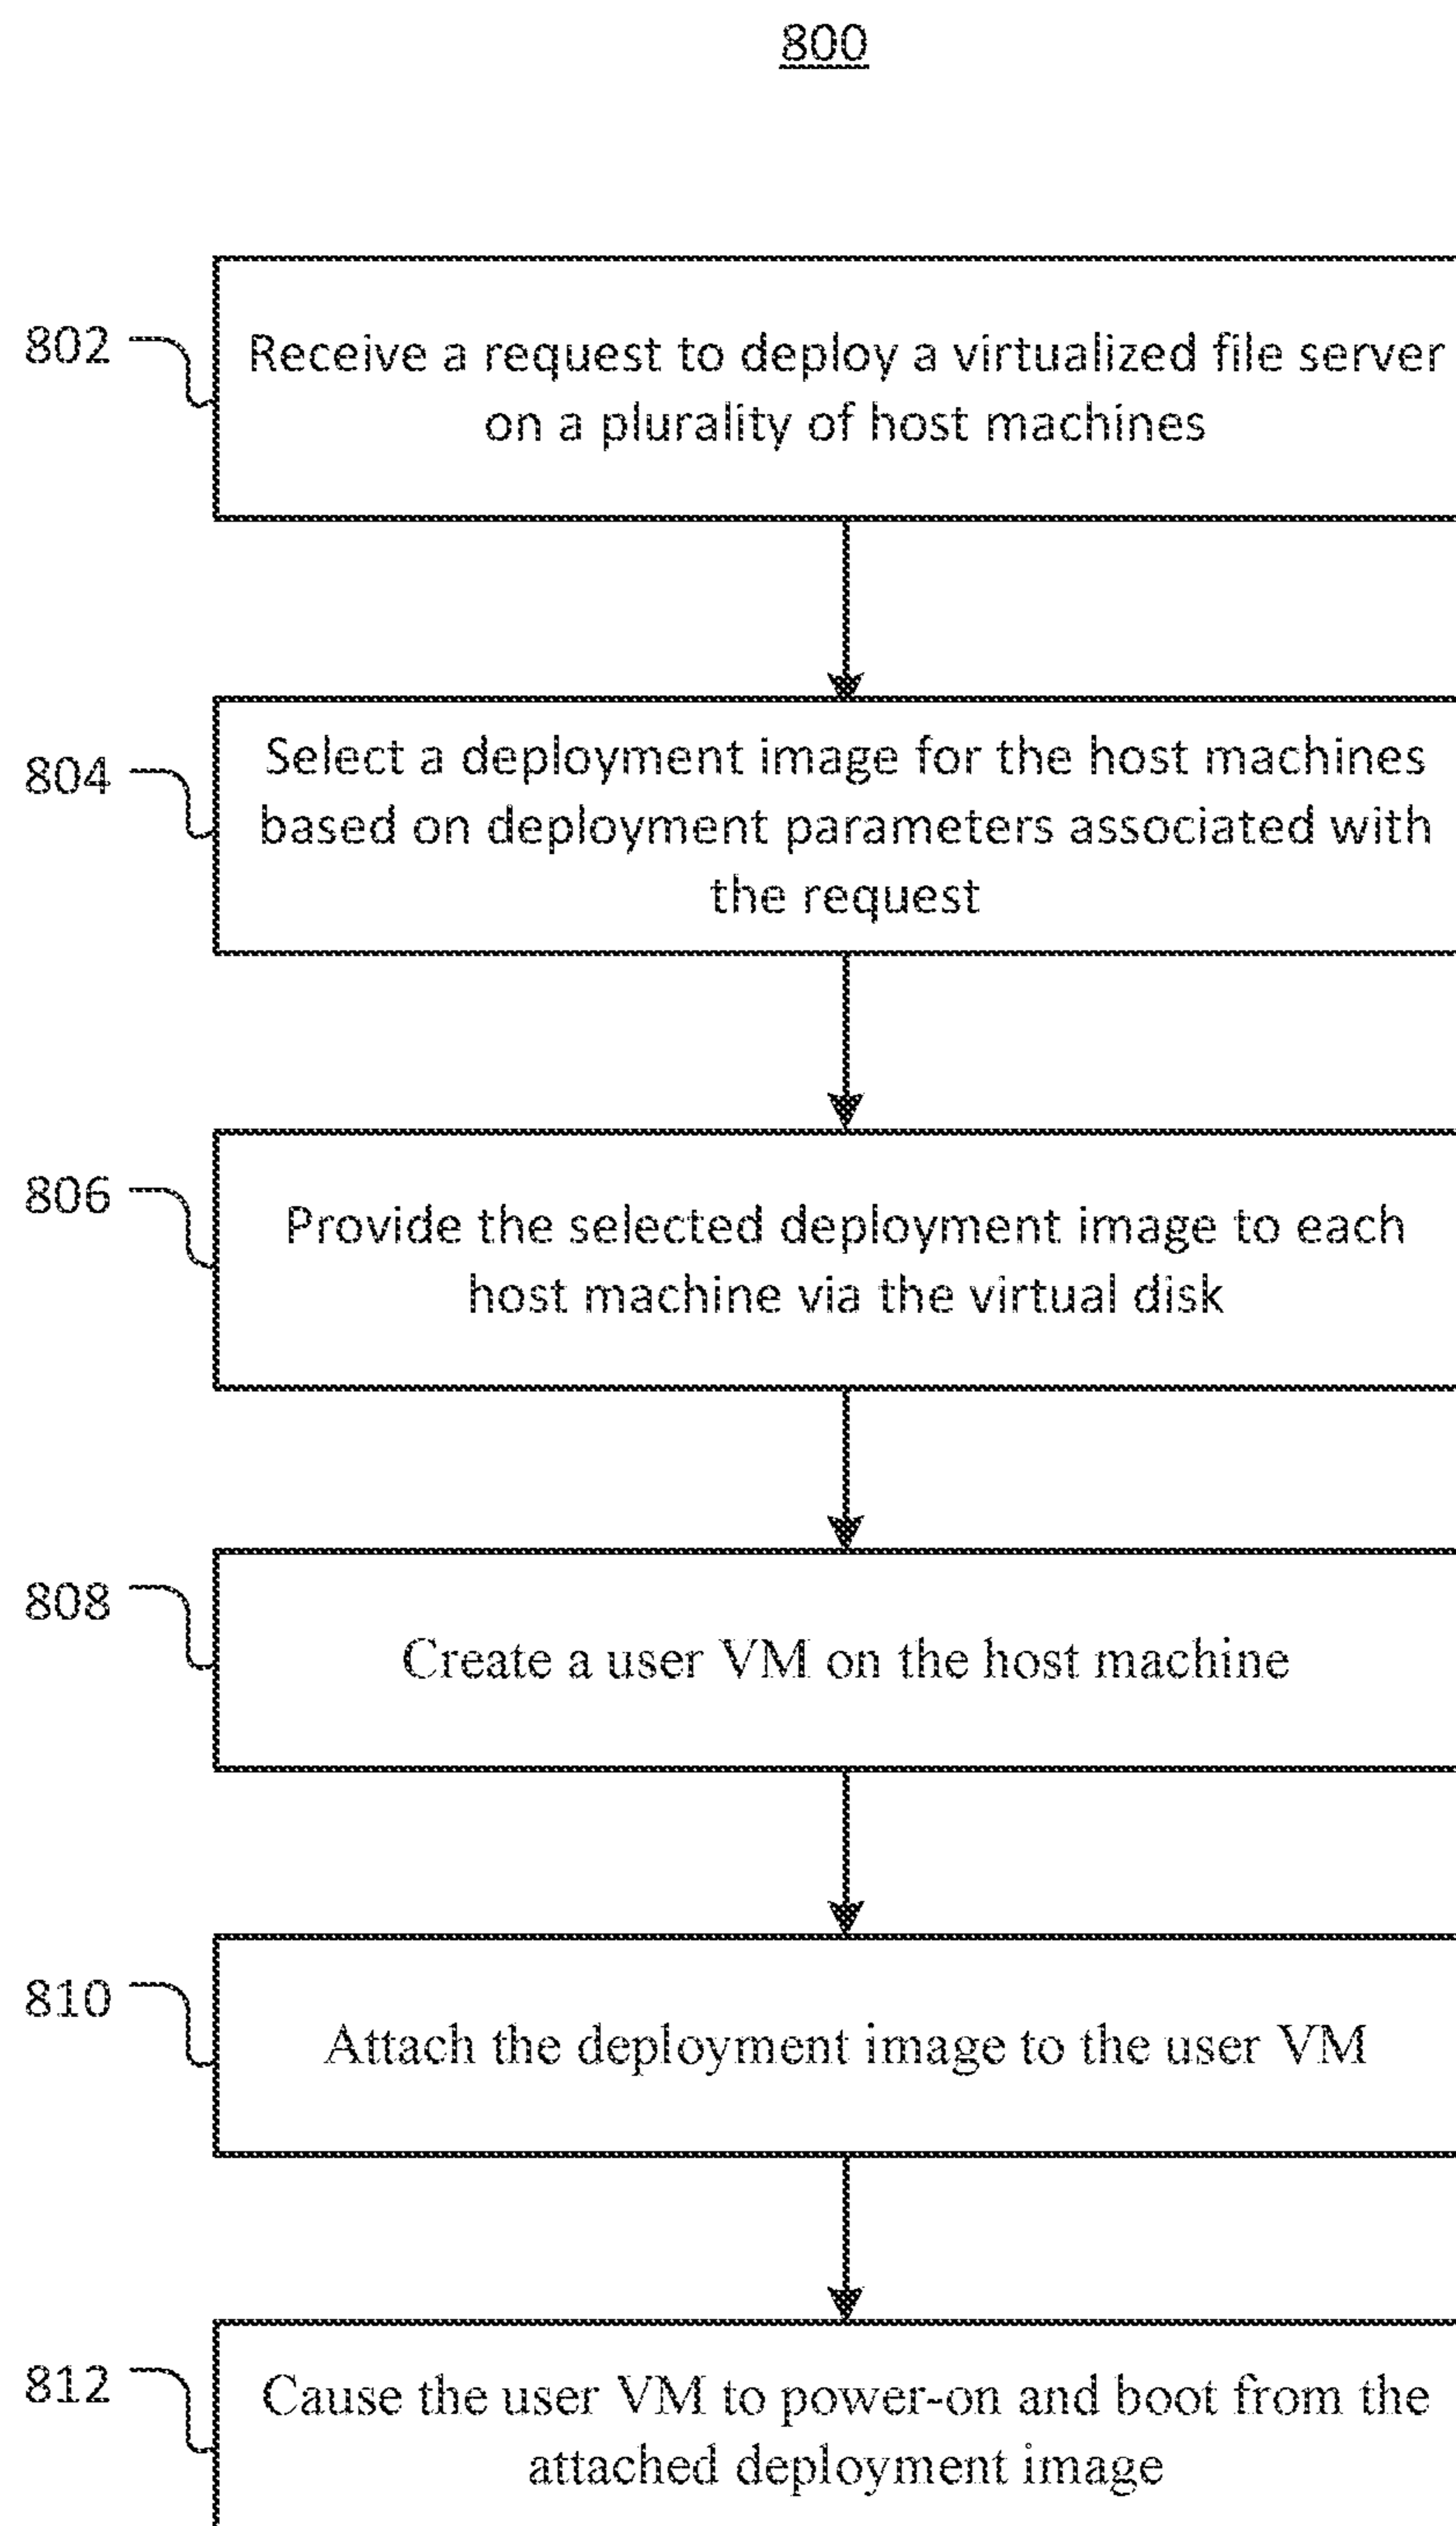 800
802
Receive a request to deploy a virtualized file server
on a plurality of host machines
804
Select a deployment image for the host machines
based on deployment parameters associated with
the request
806
Provide the selected deployment image to each
host machine via the virtual disk
808
Create a user VM on the host machine
810
Attach the deployment image to the user VM
812
Cause the user VM to power-on and boot from the
attached deployment image